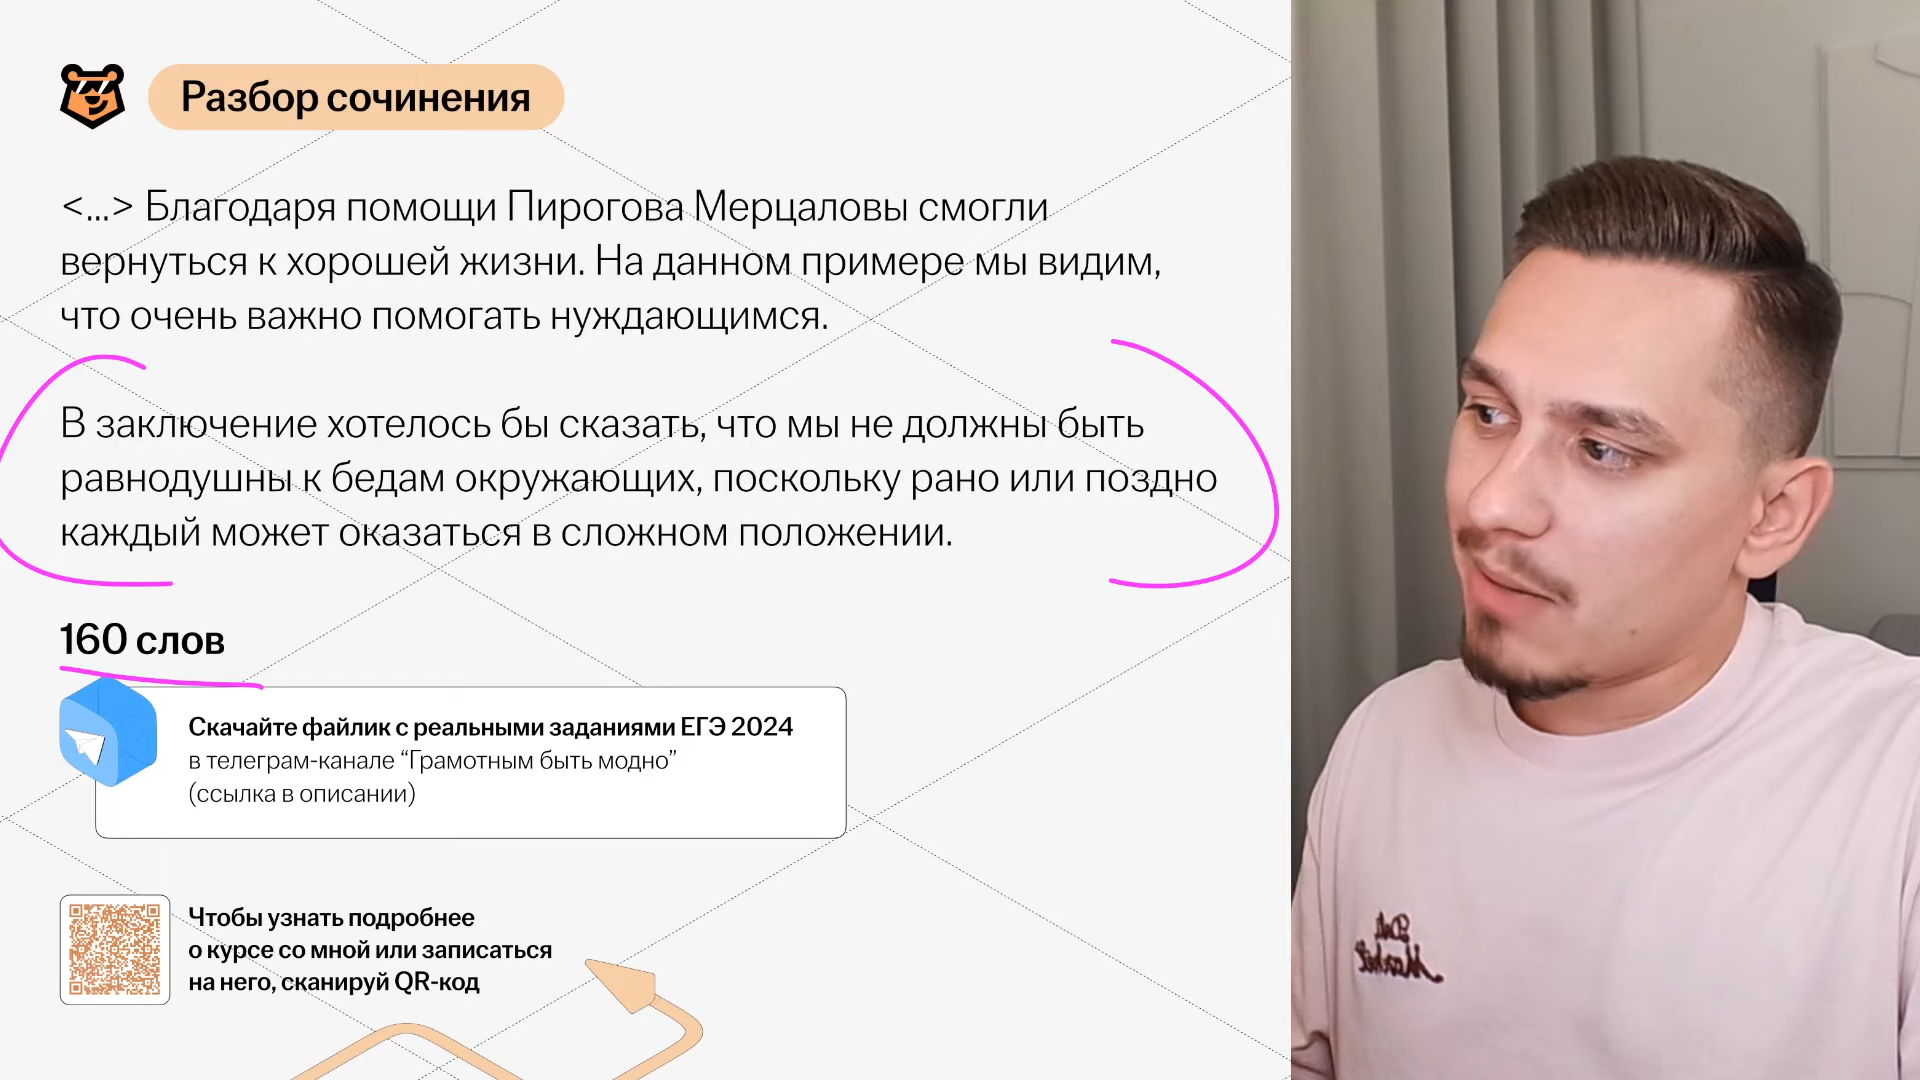 Разбор сочинения
<...> Благодаря помощи Пирогова Мерцаловы смогли
вернуться к хорошей жизни. На данном примере мы видим,
что очень важно помогать нуждающимся.
В заключение хотелось бы сказать, что мы не должны быть
равнодушны к бедам окружающих, поскольку рано или поздно
каждый может оказаться в сложном положении.
160 слов
Скачайте файлик с реальными заданиями ЕГЭ 2024
в телеграм-канале “Грамотным быть модно”
(ссылка в описании)
Чтобы узнать подробнее
о курсе со мной или записаться
на него, сканируй QR-код